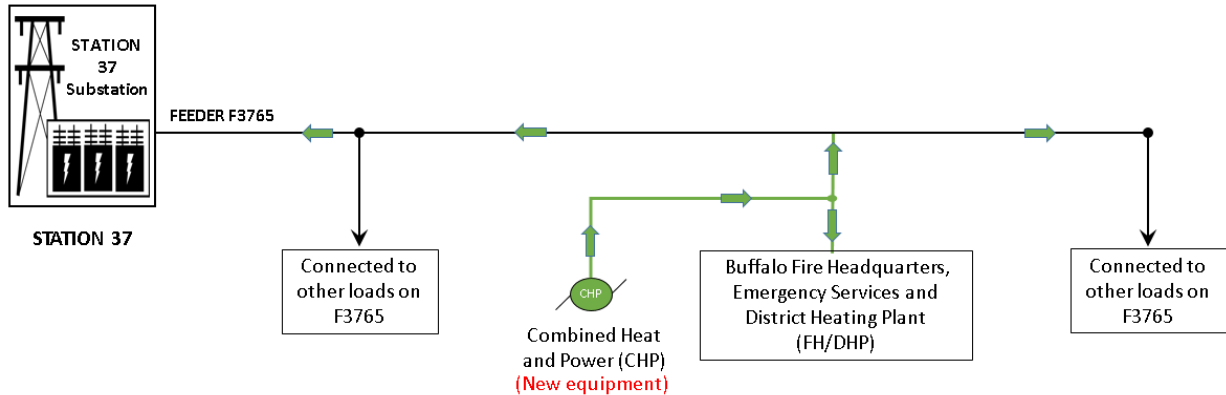 STATION
37
Substation
FEEDER F3765
STATION 37
Connected to
other loads on
F3765
CHP
Combined Heat
and Power (CHP)
(New equipment)
Buffalo Fire Headquarters,
Emergency Services and
District Heating Plant
(FH/DHP)
Connected to
other loads on
F3765